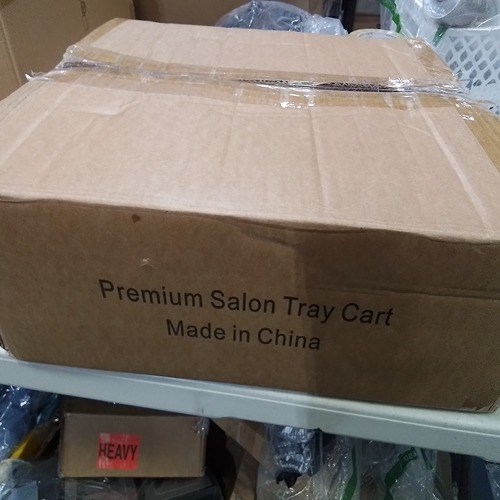 Premium Salon Tray Cart
Made in China
HEAVY